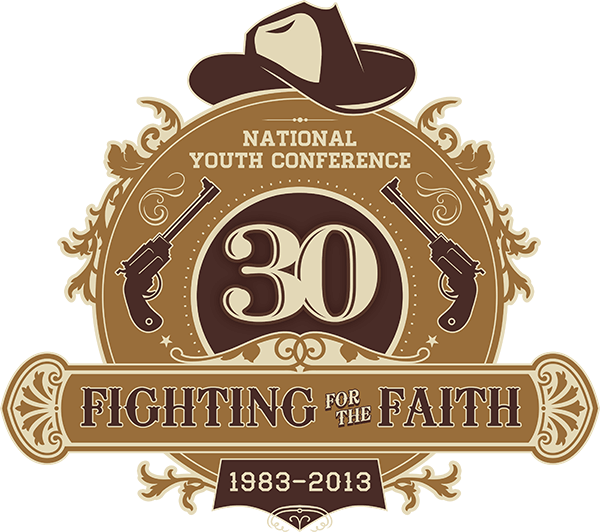 NATIONAL
YOUTH CONFERENCE
30
FIGHTING FOR THE FAITH
1983-2013